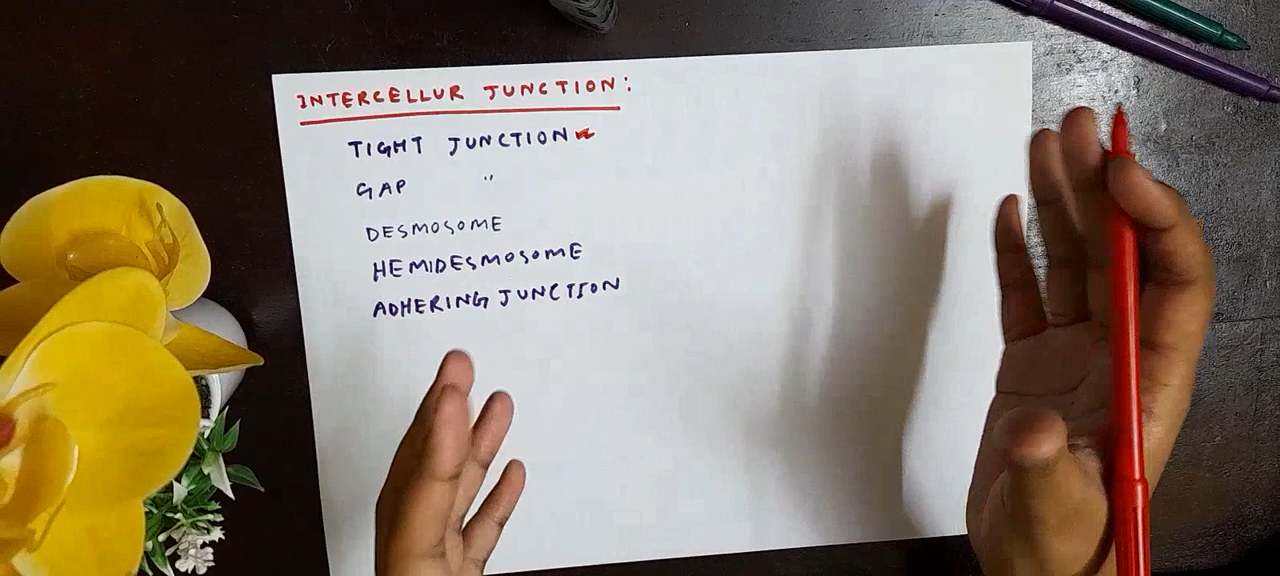 INTERCELLUR JUNCTION:
TIGHT JUNCTION
GAP "
DESMOSOME
HEMIDESMOSOME
ADHERING JUNCTION